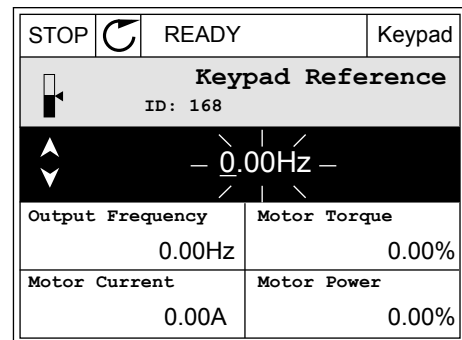 STOP READY Keypad
Keypad Reference
ID: 168
0.00Hz
Output Frequency Motor Torque
0.00Hz 0.00%
Motor Current Motor Power
0.00A 0.00%